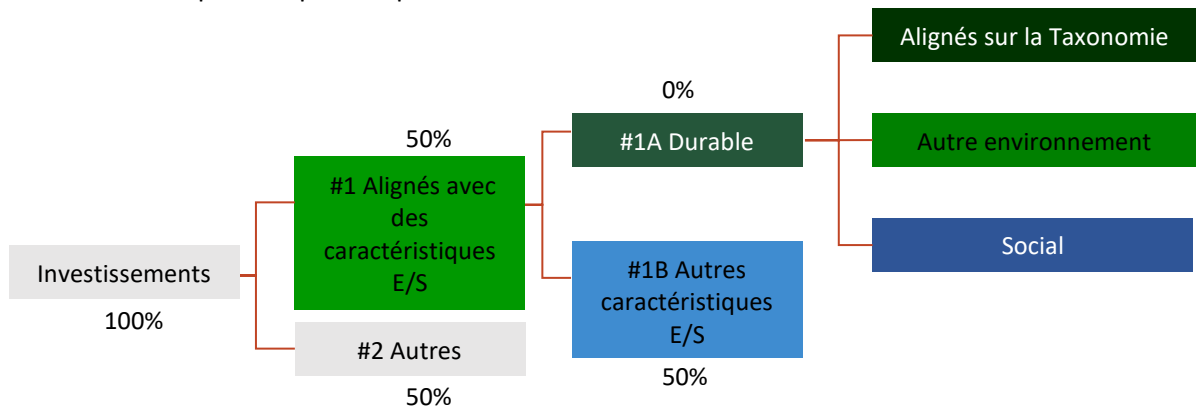 Alignés sur la Taxonomie
0%
#1A Durable
Autre environnement
50%
#1 Alignés avec
des
caractéristiques
E/S
Social
#1B Autres
caractéristiques
E/S
50%
Investissements
100%
#2 Autres
50%